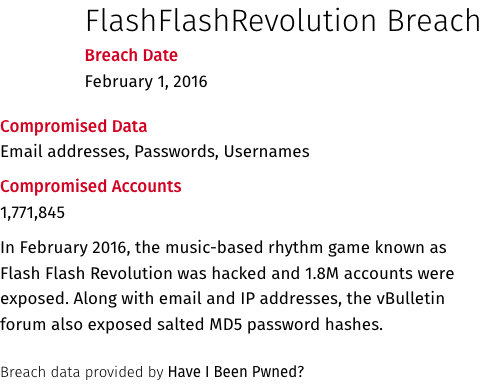 FlashFlashRevolution Breach
Breach Date
February 1, 2016
Compromised Data
Email addresses, Passwords, Usernames
Compromised Accounts
1,771,845
In February 2016, the music-based rhythm game known as
Flash Flash Revolution was hacked and 1.8M accounts were
exposed. Along with email and IP addresses, the vBulletin
forum also exposed salted MD5 password hashes.
Breach data provided by Have I Been Pwned?